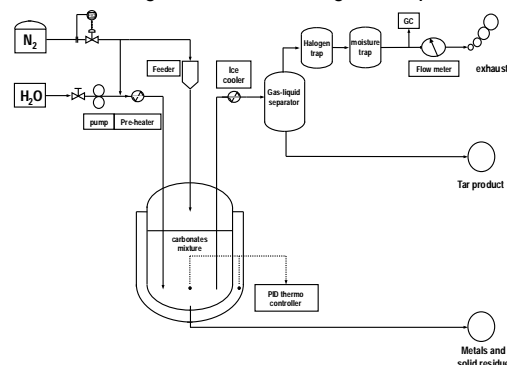 N2
H2O
pump
Pre-heater
Feeder
Ice
cooler
Gas-liquid
separator
Halogen
trap
moisture
trap
GC
Flow meter
exhaust
Tar product
carbonates
mixture
PID thermo
controller
Metals and